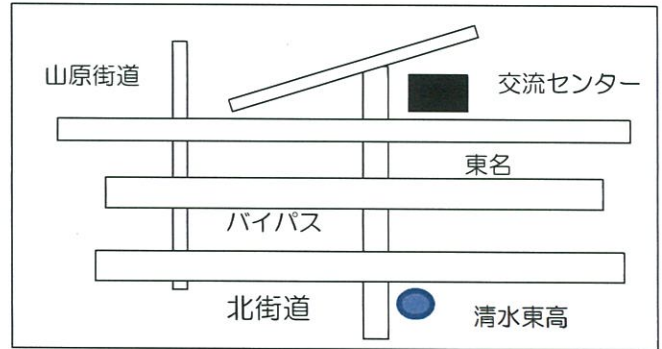 山原街道
交流センター
東名
バイパス
北街道
清水東高